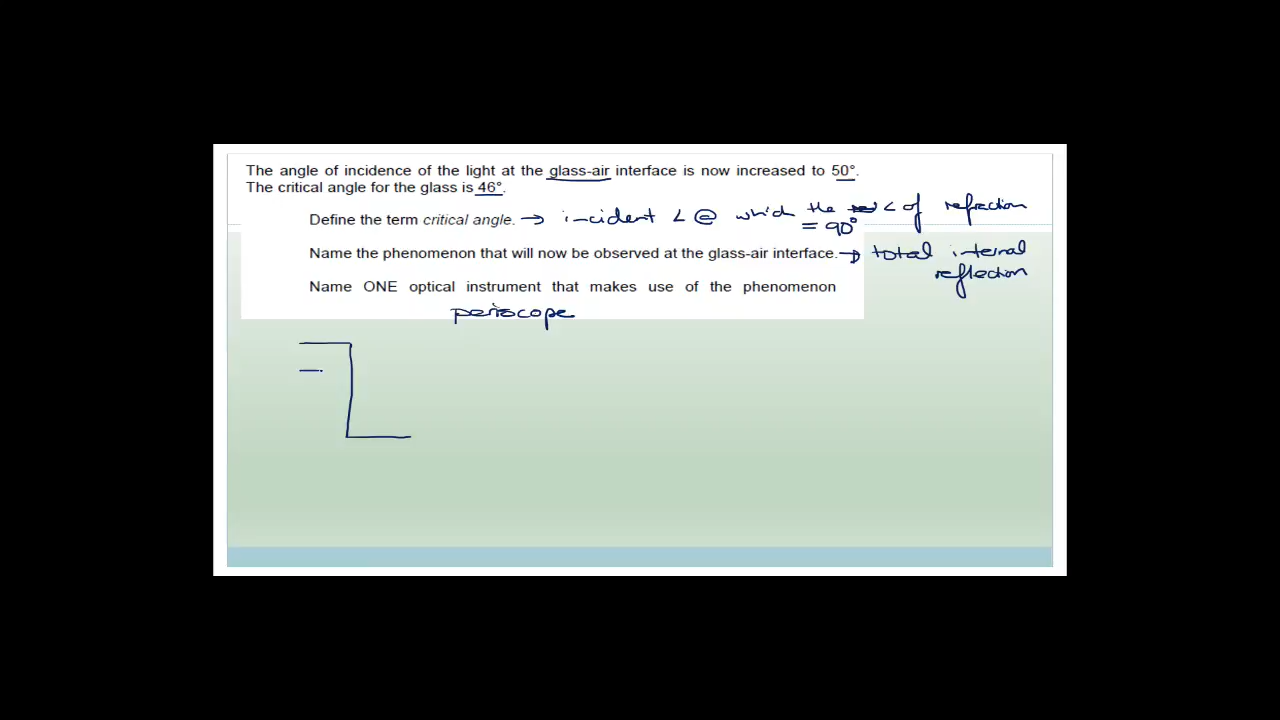 The angle of incidence of the light at the glass-air interface is now increased to 50°.
The critical angle for the glass is 46°.
Define the term critical angle. → incident < @ which the < of refraction
= 90°
Name the phenomenon that will now be observed at the glass-air interface. → total internal
reflection
Name ONE optical instrument that makes use of the phenomenon
periscope